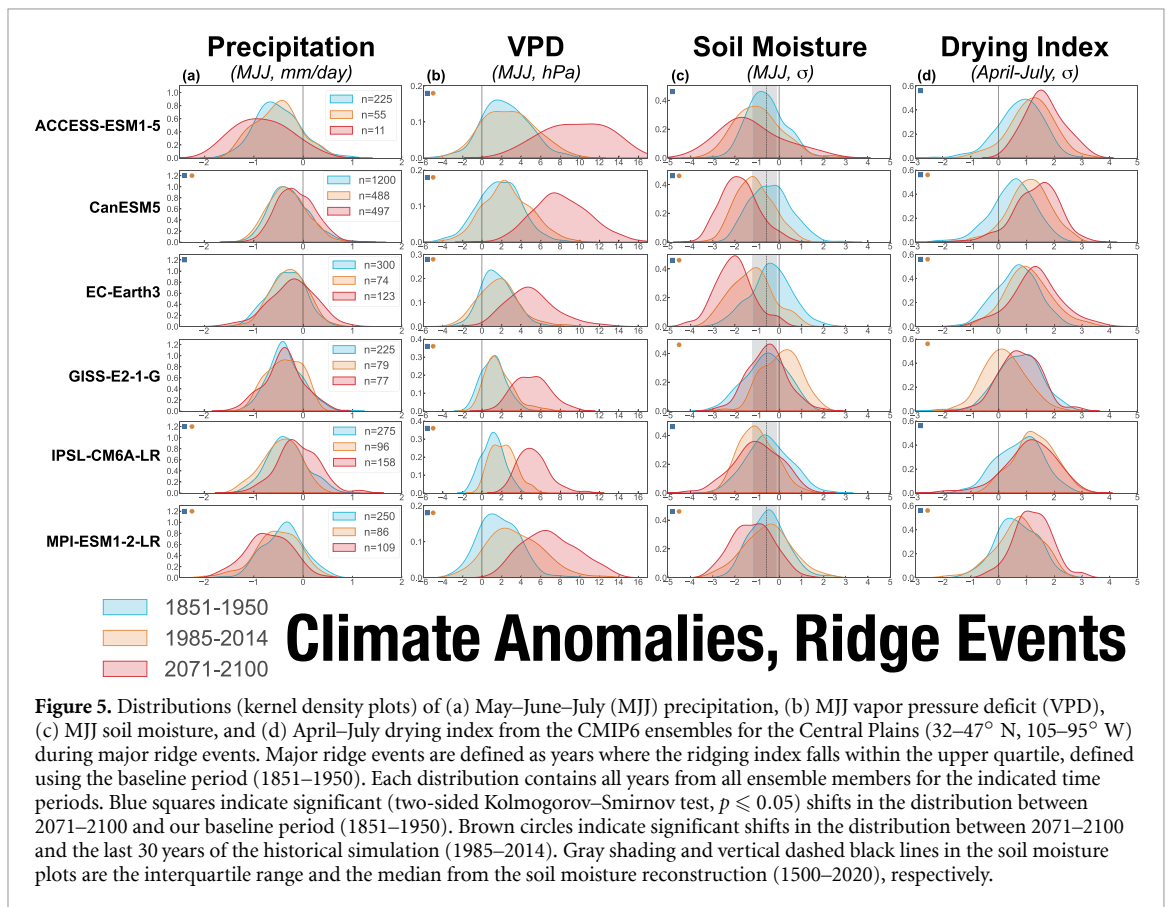 Precipitation VPD Soil Moisture Drying Index
(a) (MJJ, mm/day) (b) (MJJ, hPa) (c) (MJJ, σ) (d) (April-July, σ)
ACCESS-ESM1-5
n=225
n=55
n=11
CanESM5
n=1200
n=488
n=497
EC-Earth3
n=300
n=74
n=123
GISS-E2-1-G
n=225
n=79
n=77
IPSL-CM6A-LR
n=275
n=96
n=158
MPI-ESM1-2-LR
n=250
n=86
n=109
1851-1950
1985-2014
2071-2100
Climate Anomalies, Ridge Events
Figure 5. Distributions (kernel density plots) of (a) May–June–July (MJJ) precipitation, (b) MJJ vapor pressure deficit (VPD),
(c) MJJ soil moisture, and (d) April–July drying index from the CMIP6 ensembles for the Central Plains (32–47° N, 105–95° W)
during major ridge events. Major ridge events are defined as years where the ridging index falls within the upper quartile, defined
using the baseline period (1851–1950). Each distribution contains all years from all ensemble members for the indicated time
periods. Blue squares indicate significant (two-sided Kolmogorov–Smirnov test, p ⩽ 0.05) shifts in the distribution between
2071–2100 and our baseline period (1851–1950). Brown circles indicate significant shifts in the distribution between 2071–2100
and the last 30 years of the historical simulation (1985–2014). Gray shading and vertical dashed black lines in the soil moisture
plots are the interquartile range and the median from the soil moisture reconstruction (1500–2020), respectively.